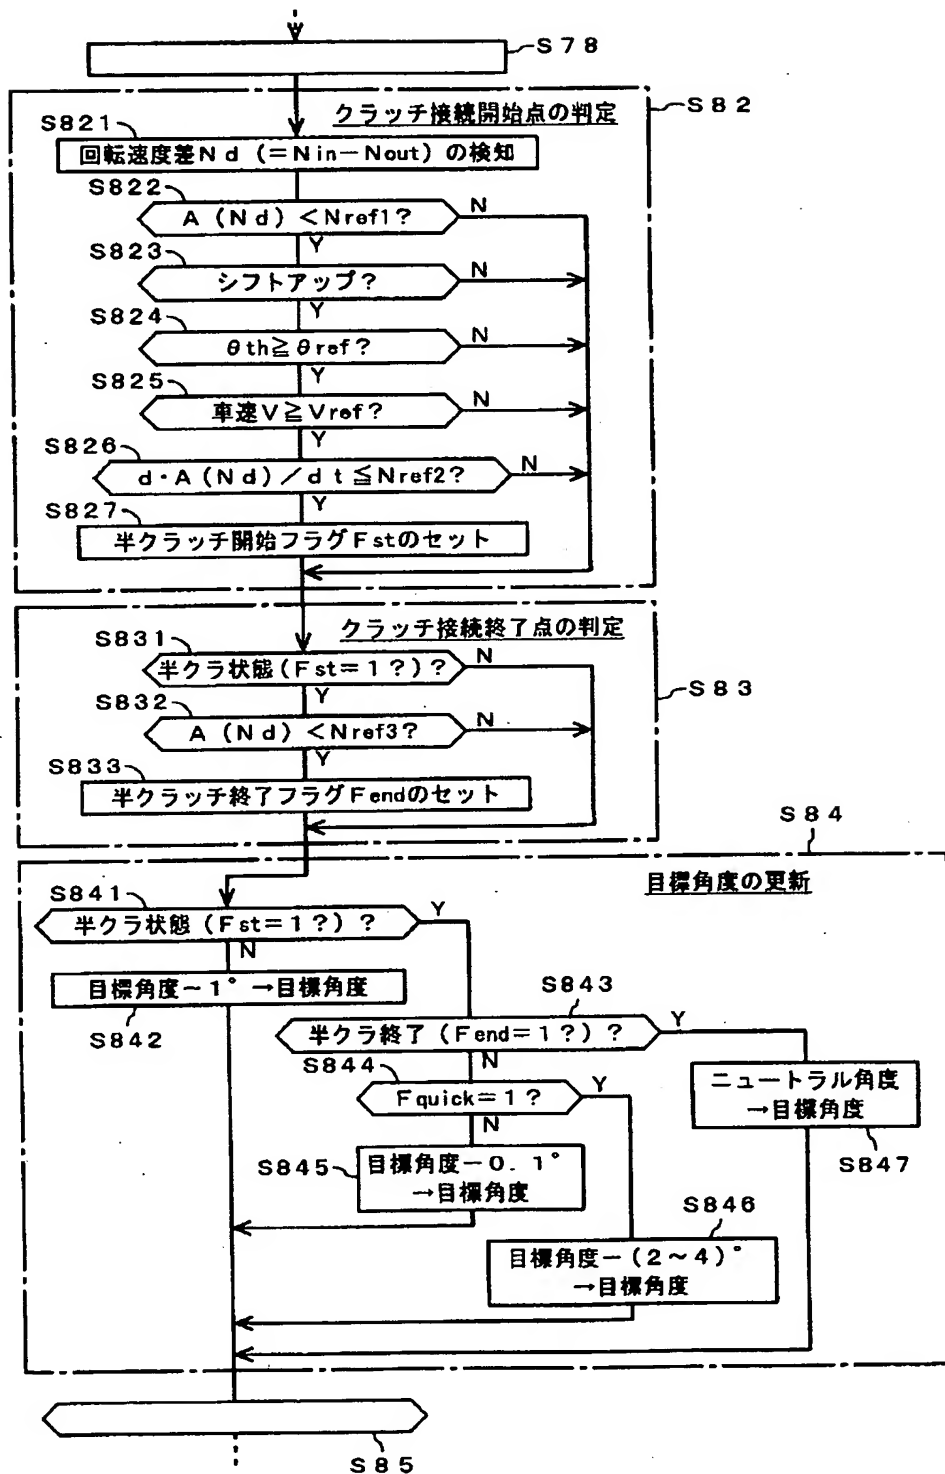 S78
S82
クラッチ接続開始点の判定
S821
回転速度差Nd (=Nin−Nout) の検知
S822
A (Nd) <Nref1?
N
Y
S823
シフトアップ?
N
Y
S824
θth≧θref?
N
Y
S825
車速V≧Vref?
N
Y
S826
d・A (Nd) /dt≦Nref2?
N
Y
S827
半クラッチ開始フラグFstのセット
クラッチ接続終了点の判定
S83
S831
半クラ状態(Fst=1?)?
N
Y
S832
A (Nd) <Nref3?
N
Y
S833
半クラッチ終了フラグFendのセット
S84
目標角度の更新
S841
半クラ状態 (Fst=1?) ?
Y
N
目標角度−1°→目標角度
S842
S843
半クラ終了 (Fend=1?) ?
Y
N
S844
Fquick=1?
Y
N
ニュートラル角度
→目標角度
S847
S845
目標角度−0.1°
→目標角度
S846
目標角度−(2~4)°
→目標角度
S85